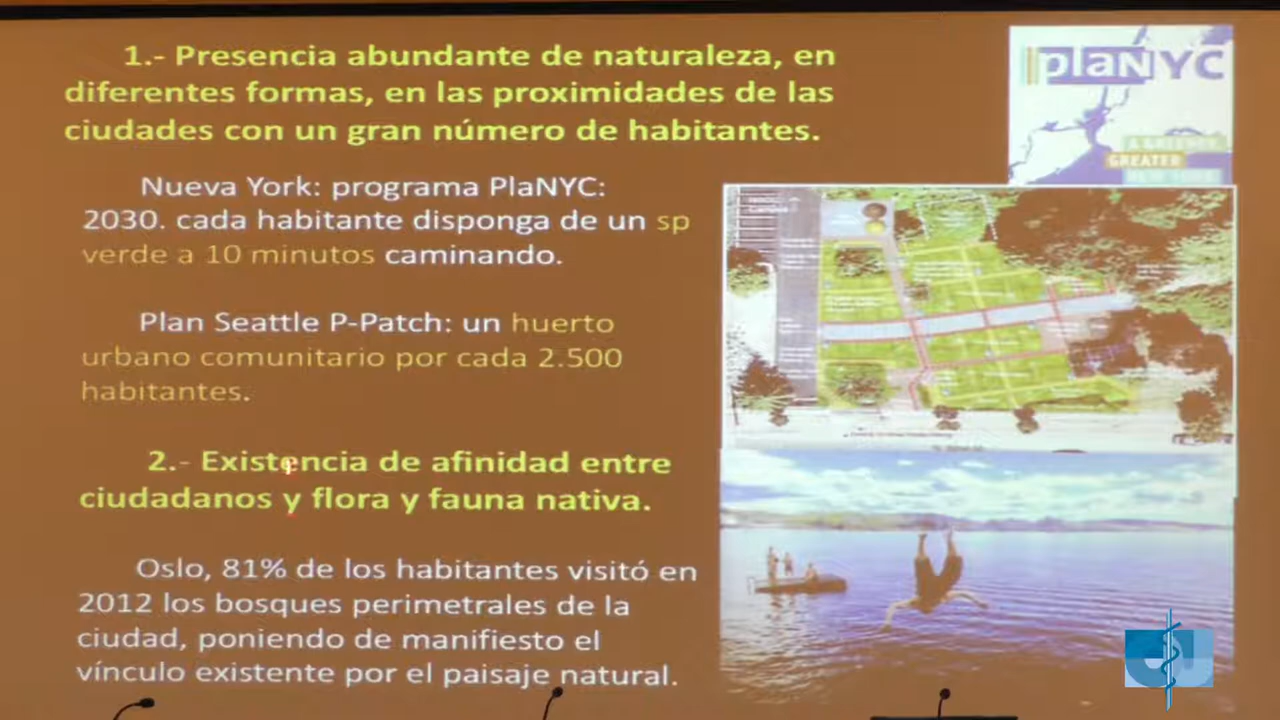 1.- Presencia abundante de naturaleza, en
diferentes formas, en las proximidades de las
ciudades con un gran número de habitantes.
Nueva York: programa PlaNYC:
2030. cada habitante disponga de un sp
verde a 10 minutos caminando.
Plan Seattle P-Patch: un huerto
urbano comunitario por cada 2.500
habitantes.
2.- Existencia de afinidad entre
ciudadanos y flora y fauna nativa.
Oslo, 81% de los habitantes visitó en
2012 los bosques perimetrales de la
ciudad, poniendo de manifiesto el
vínculo existente por el paisaje natural.
plaNYC
A GREENER,
GREATER
NEW YORK